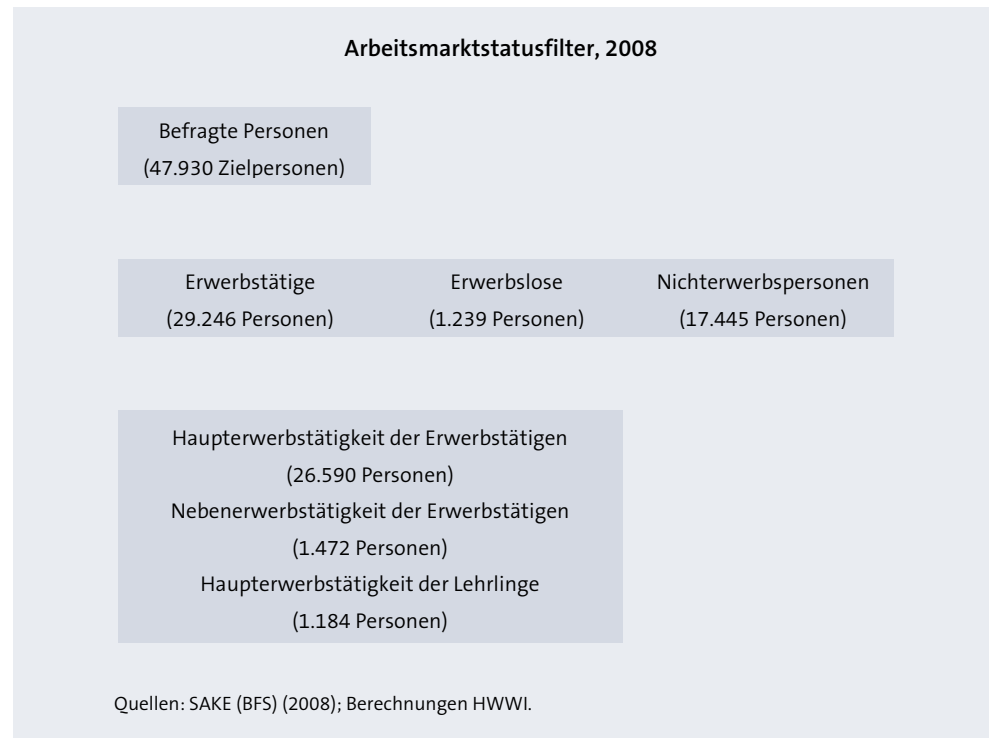 Arbeitsmarktstatusfilter, 2008
Befragte Personen
(47.930 Zielpersonen)
Erwerbstätige Erwerbslose Nichterwerbspersonen
(29.246 Personen) (1.239 Personen) (17.445 Personen)
Haupterwerbstätigkeit der Erwerbstätigen
(26.590 Personen)
Nebenerwerbstätigkeit der Erwerbstätigen
(1.472 Personen)
Haupterwerbstätigkeit der Lehrlinge
(1.184 Personen)
Quellen: SAKE (BFS) (2008); Berechnungen HWWI.